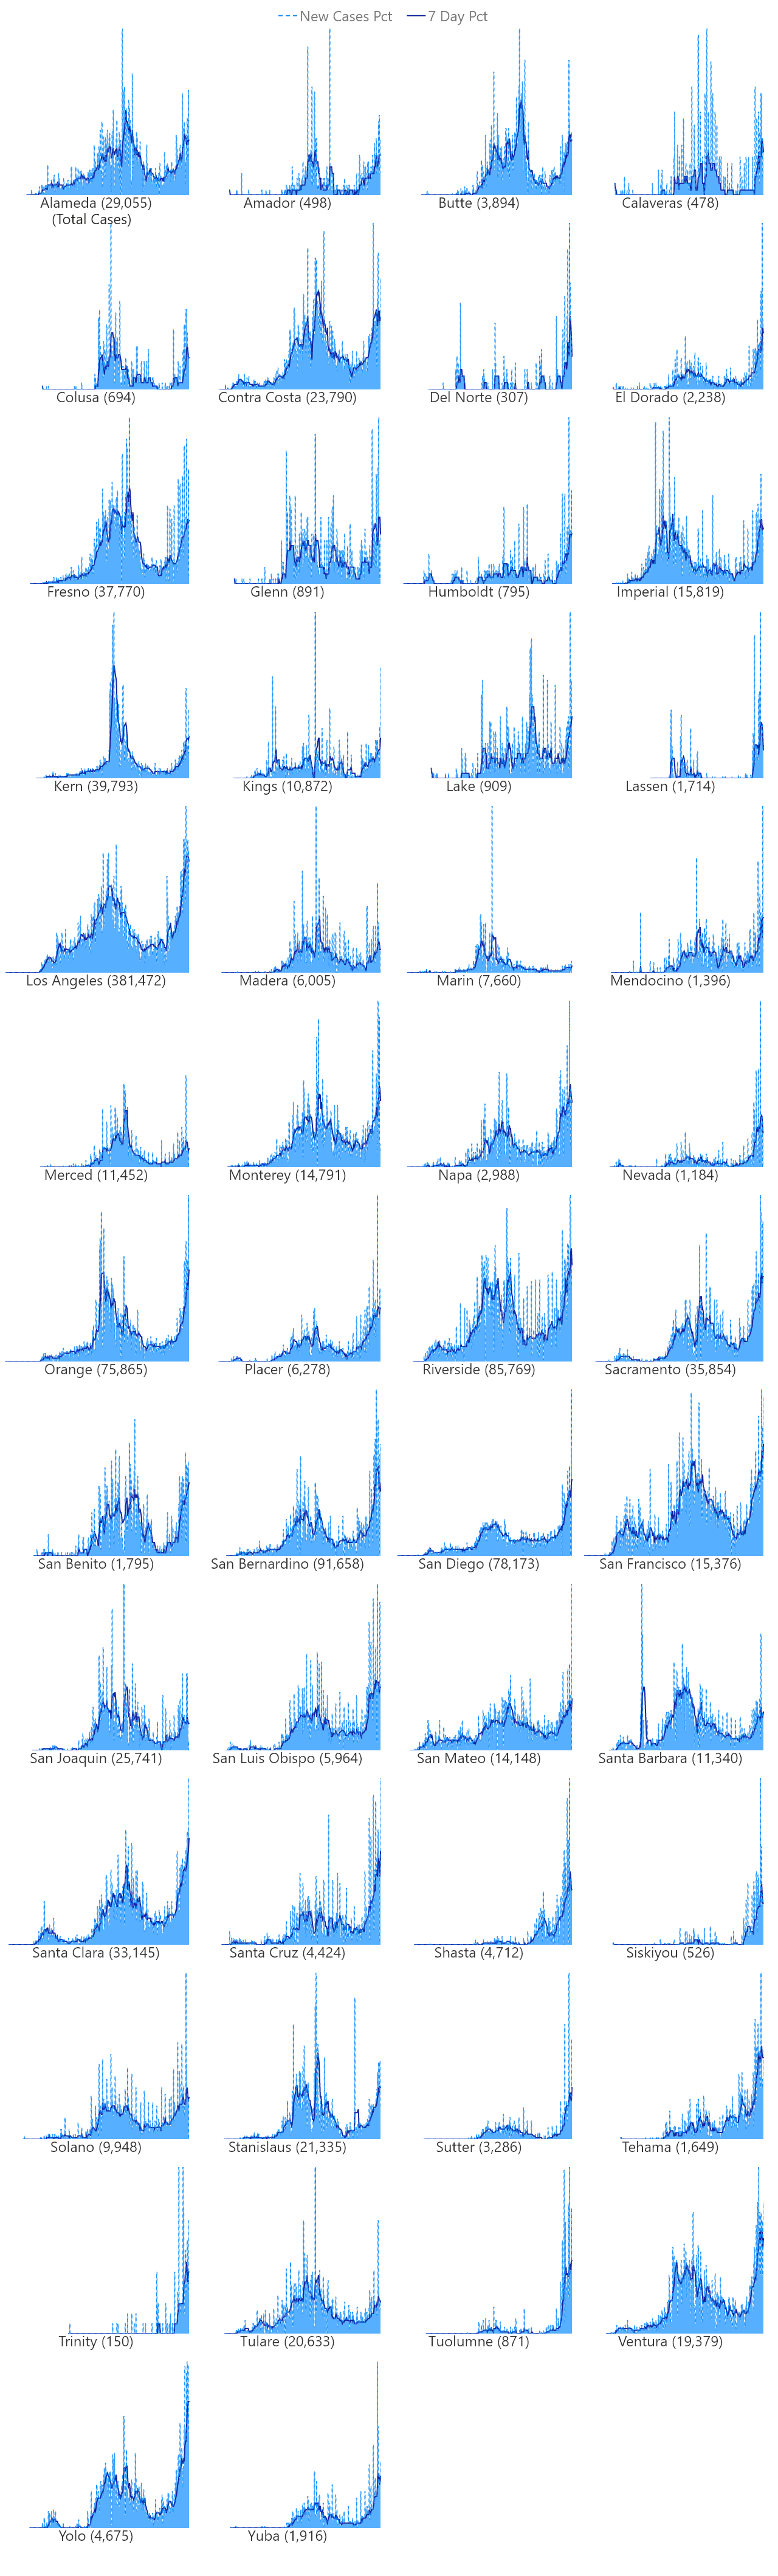 New Cases Pct 7 Day Pct
Alameda (29,055) Amador (498) Butte (3,894) Calaveras (478)
(Total Cases)
Colusa (694) Contra Costa (23,790) Del Norte (307) El Dorado (2,238)
Fresno (37,770) Glenn (891) Humboldt (795) Imperial (15,819)
Kern (39,793) Kings (10,872) Lake (909) Lassen (1,714)
Los Angeles (381,472) Madera (6,005) Marin (7,660) Mendocino (1,396)
Merced (11,452) Monterey (14,791) Napa (2,988) Nevada (1,184)
Orange (75,865) Placer (6,278) Riverside (85,769) Sacramento (35,854)
San Benito (1,795) San Bernardino (91,658) San Diego (78,173) San Francisco (15,376)
San Joaquin (25,741) San Luis Obispo (5,964) San Mateo (14,148) Santa Barbara (11,340)
Santa Clara (33,145) Santa Cruz (4,424) Shasta (4,712) Siskiyou (526)
Solano (9,948) Stanislaus (21,335) Sutter (3,286) Tehama (1,649)
Trinity (150) Tulare (20,633) Tuolumne (871) Ventura (19,379)
Yolo (4,675) Yuba (1,916)